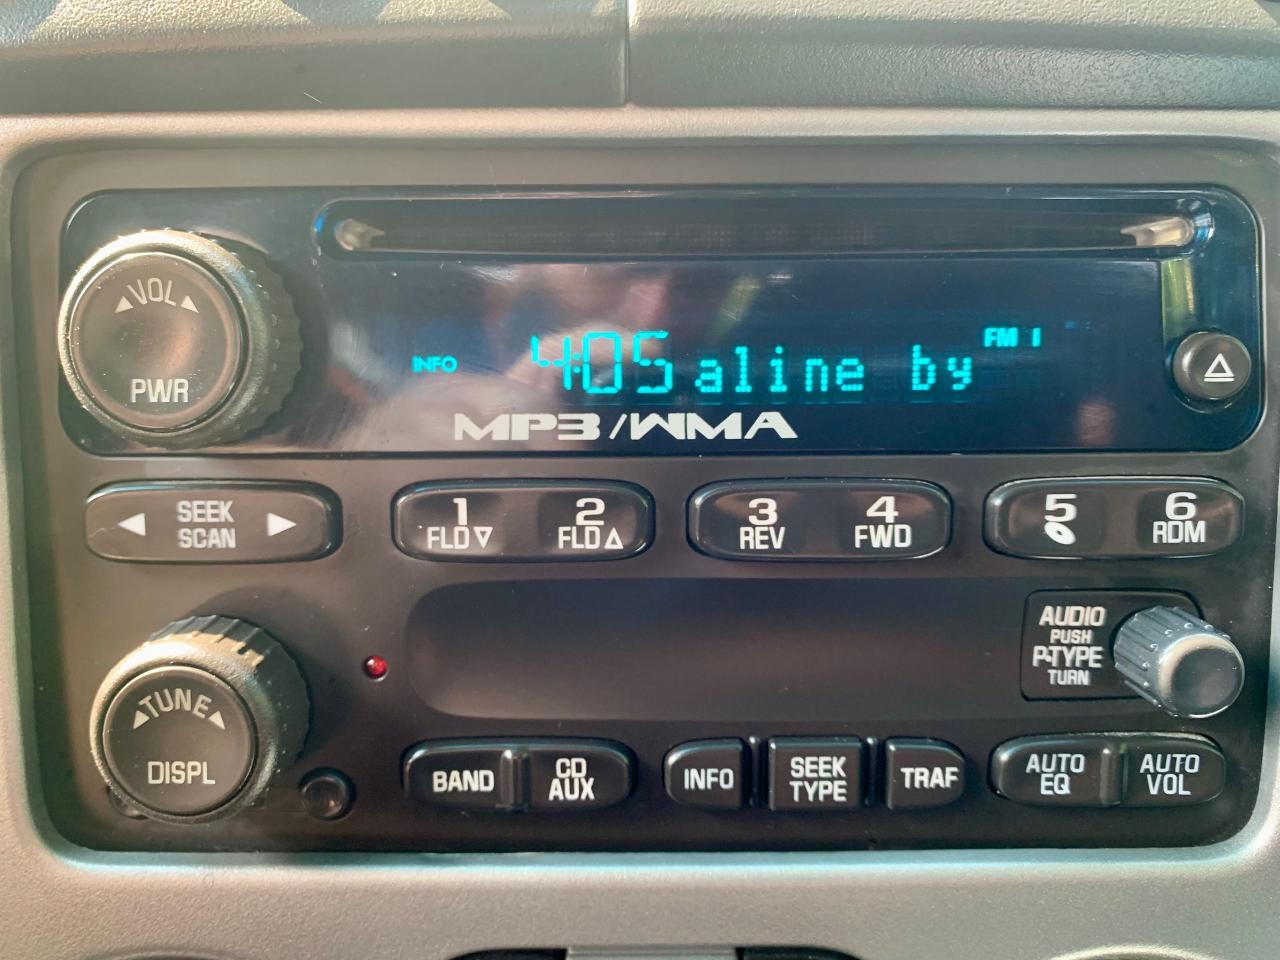 VOL
PWR
INFO 4:05 aline by FM 1
MP3/WMA
SEEK
SCAN
1
FLD
2
FLD
3
REV
4
FWD
5
6
RDM
AUDIO
PUSH
P-TYPE
TURN
TUNE
DISPL
BAND
CD
AUX
INFO
SEEK
TYPE
TRAF
AUTO
EQ
AUTO
VOL